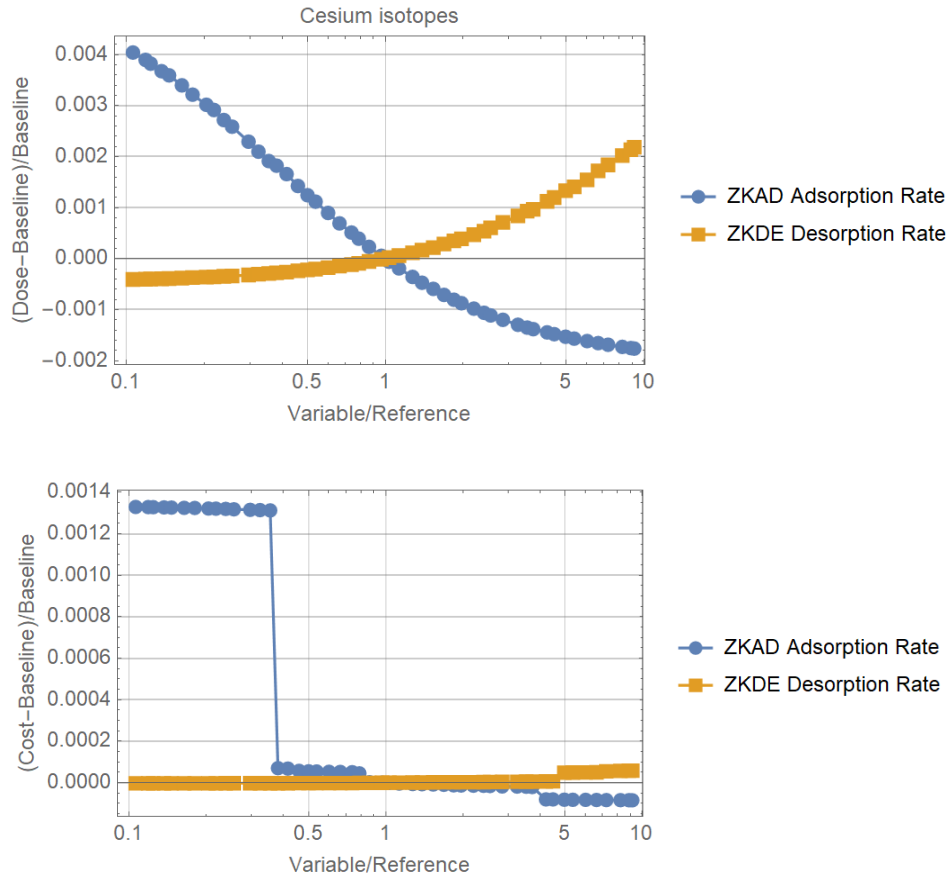 Cesium isotopes
(Dose−Baseline)/Baseline
0.004
0.003
0.002
0.001
0.000
−0.001
−0.002
0.1 0.5 1 5 10
Variable/Reference
ZKAD Adsorption Rate
ZKDE Desorption Rate
(Cost−Baseline)/Baseline
0.0014
0.0012
0.0010
0.0008
0.0006
0.0004
0.0002
0.0000
0.1 0.5 1 5 10
Variable/Reference
ZKAD Adsorption Rate
ZKDE Desorption Rate